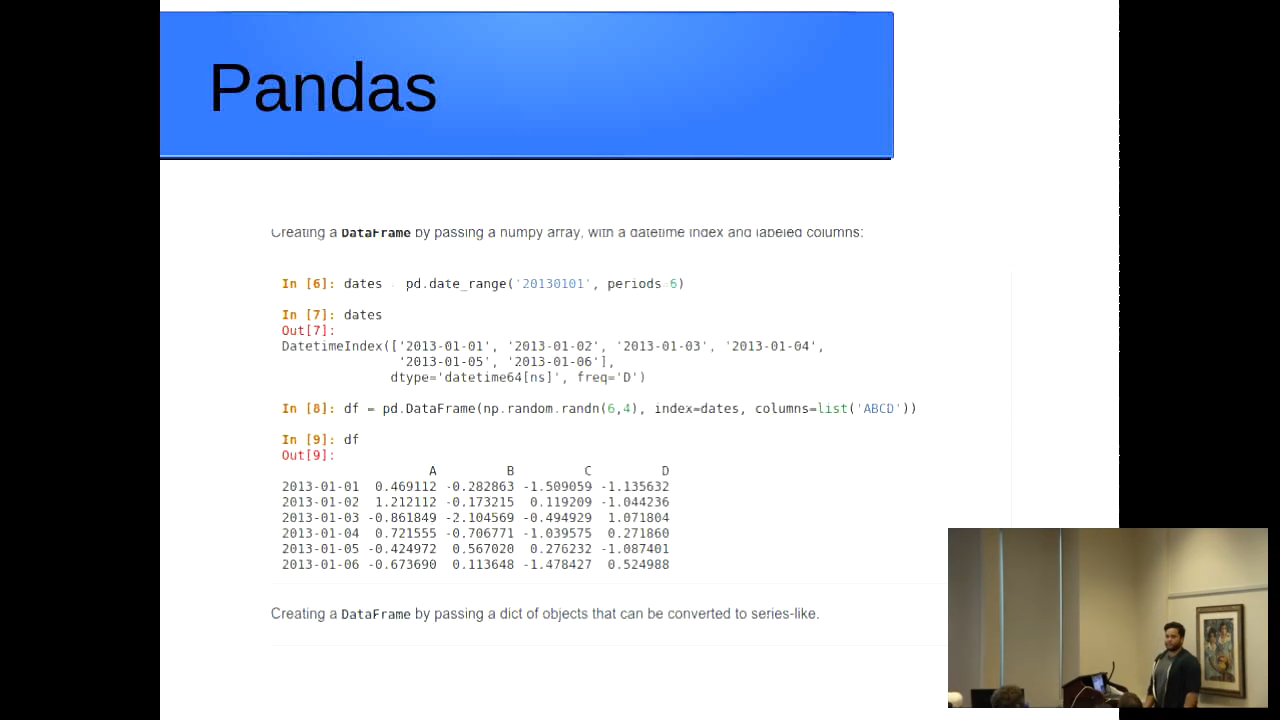 Pandas
Creating a DataFrame by passing a numpy array, with a datetime index and labeled columns:
In [6]: dates = pd.date_range('20130101', periods=6)
In [7]: dates
Out[7]:
DatetimeIndex(['2013-01-01', '2013-01-02', '2013-01-03', '2013-01-04',
'2013-01-05', '2013-01-06'],
dtype='datetime64[ns]', freq='D')
In [8]: df = pd.DataFrame(np.random.randn(6,4), index=dates, columns=list('ABCD'))
In [9]: df
Out[9]:
A B C D
2013-01-01 0.469112 -0.282863 -1.509059 -1.135632
2013-01-02 1.212112 -0.173215 0.119209 -1.044236
2013-01-03 -0.861849 -2.104569 -0.494929 1.071804
2013-01-04 0.721555 -0.706771 -1.039575 0.271860
2013-01-05 -0.424972 0.567020 0.276232 -1.087401
2013-01-06 -0.673690 0.113648 -1.478427 0.524988
Creating a DataFrame by passing a dict of objects that can be converted to series-like.